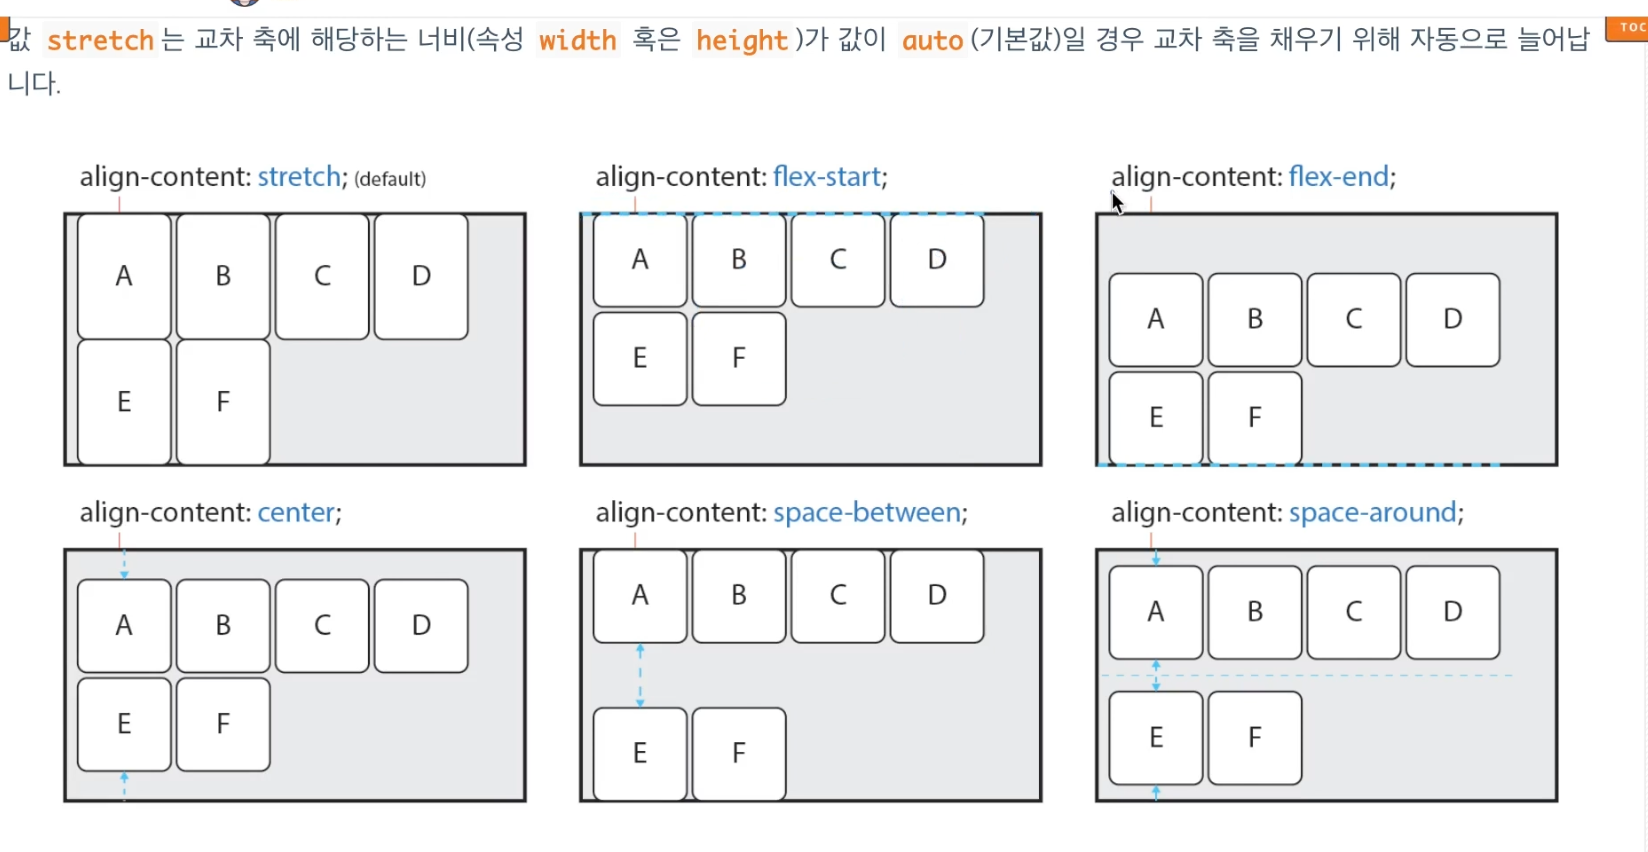 값 stretch는 교차 축에 해당하는 너비(속성 width 혹은 height)가 값이 auto(기본값)일 경우 교차 축을 채우기 위해 자동으로 늘어납
니다.
TOC
align-content: stretch; (default)
A B C D
E F
align-content: flex-start;
A B C D
E F
align-content: flex-end;
A B C D
E F
align-content: center;
A B C D
E F
align-content: space-between;
A B C D
E F
align-content: space-around;
A B C D
E F